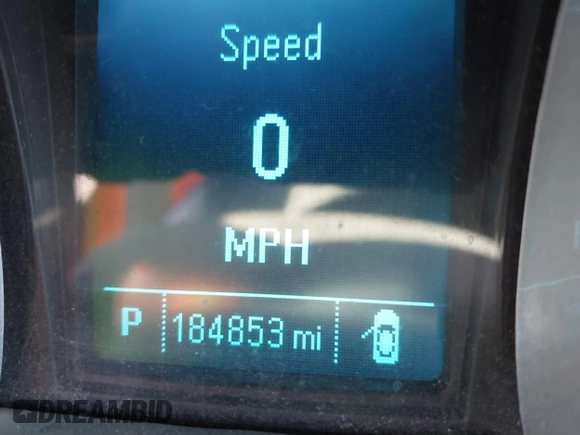 Speed
0
MPH
P 184853 mi
DREAMBID